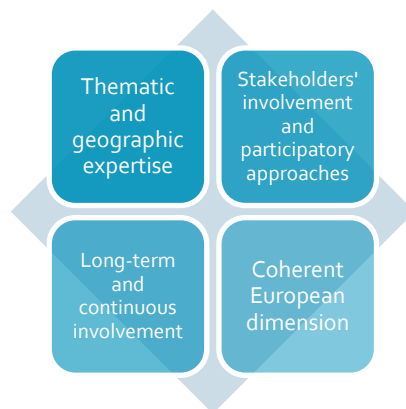 Thematic
and
geographic
expertise
Stakeholders'
involvement
and
participatory
approaches
Long-term
and
continuous
involvement
Coherent
European
dimension